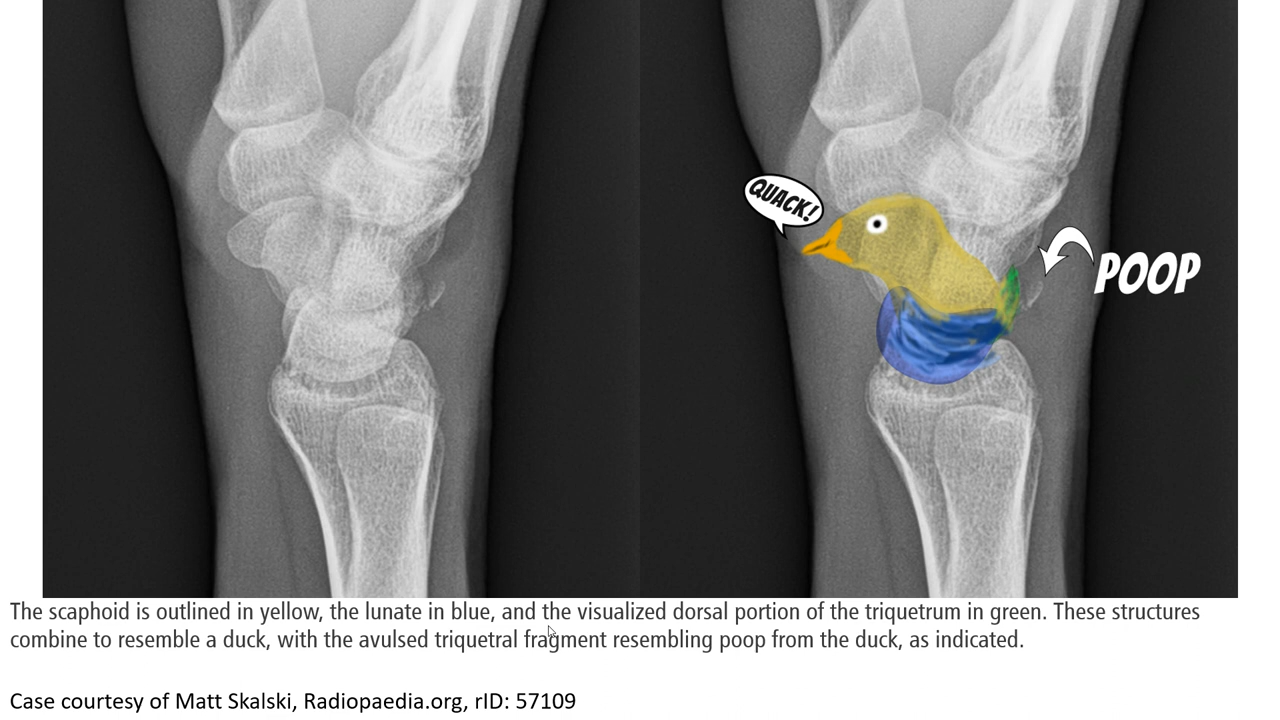 QUACK!
POOP
The scaphoid is outlined in yellow, the lunate in blue, and the visualized dorsal portion of the triquetrum in green. These structures
combine to resemble a duck, with the avulsed triquetral fragment resembling poop from the duck, as indicated.
Case courtesy of Matt Skalski, Radiopaedia.org, rID: 57109